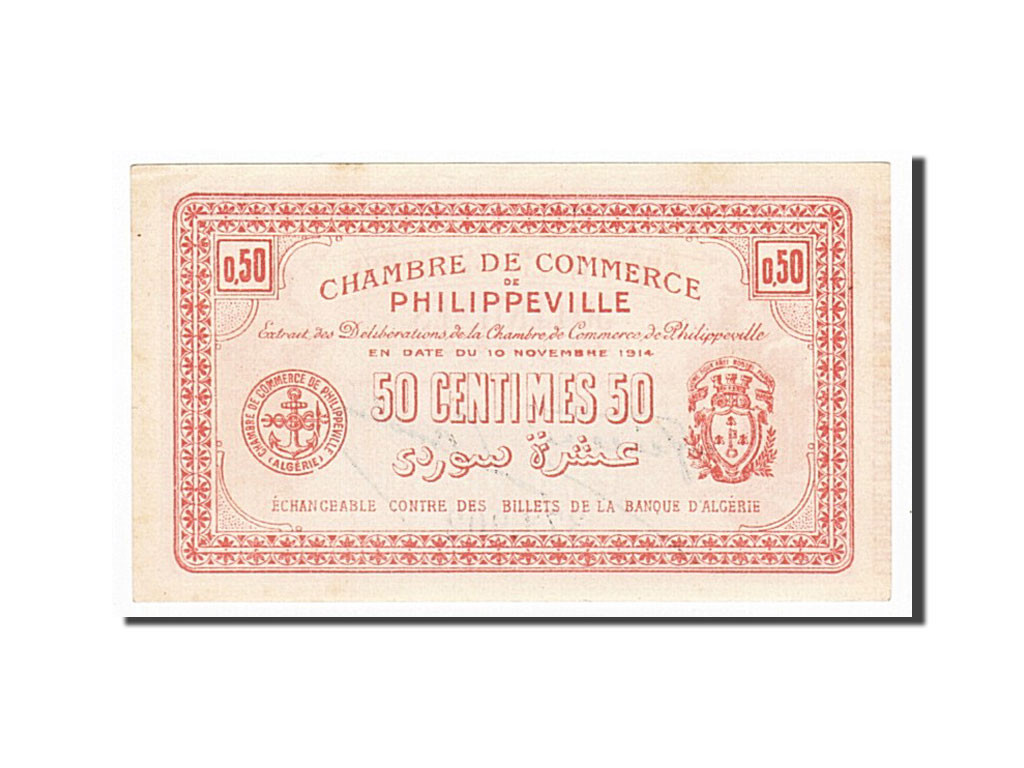 0,50
0,50
CHAMBRE DE COMMERCE
DE
PHILIPPEVILLE
Extrait des Délibérations de la Chambre de Commerce de Philippeville
EN DATE DU 10 NOVEMBRE 1914
50 CENTIMES 50
CHAMBRE DE COMMERCE DE PHILIPPEVILLE
(ALGÉRIE)
عشرة سوردي
ÉCHANGEABLE CONTRE DES BILLETS DE LA BANQUE D'ALGÉRIE